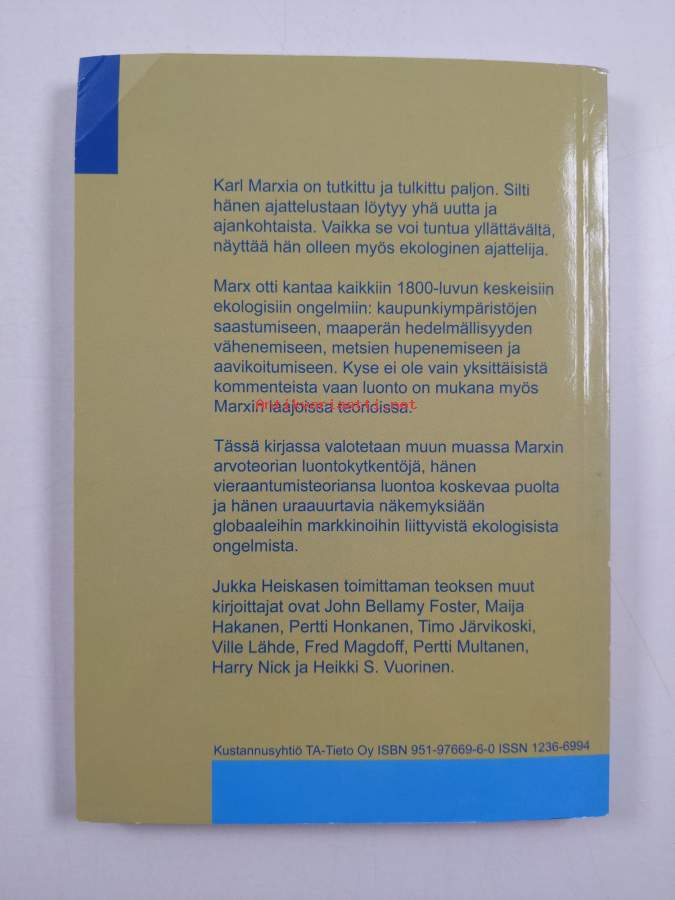 Karl Marxia on tutkittu ja tulkittu paljon. Silti
hänen ajattelustaan löytyy yhä uutta ja
ajankohtaista. Vaikka se voi tuntua yllättävältä,
näyttää hän olleen myös ekologinen ajattelija.
Marx otti kantaa kaikkiin 1800-luvun keskeisiin
ekologisiin ongelmiin: kaupunkiympäristöjen
saastumiseen, maaperän hedelmällisyyden
vähenemiseen, metsien hupenemiseen ja
aavikoitumiseen. Kyse ei ole vain yksittäisistä
kommenteista vaan luonto on mukana myös
Marxin laajoissa teorioissa.
Antikvariaatti.net
Tässä kirjassa valotetaan muun muassa Marxin
arvoteorian luontokytkentöjä, hänen
vieraantumisteoriansa luontoa koskevaa puolta
ja hänen uraauurtavia näkemyksiään
globaaleihin markkinoihin liittyvistä ekologisista
ongelmista.
Jukka Heiskasen toimittaman teoksen muut
kirjoittajat ovat John Bellamy Foster, Maija
Hakanen, Pertti Honkanen, Timo Järvikoski,
Ville Lähde, Fred Magdoff, Pertti Multanen,
Harry Nick ja Heikki S. Vuorinen.
Kustannusyhtiö TA-Tieto Oy ISBN 951-97669-6-0 ISSN 1236-6994